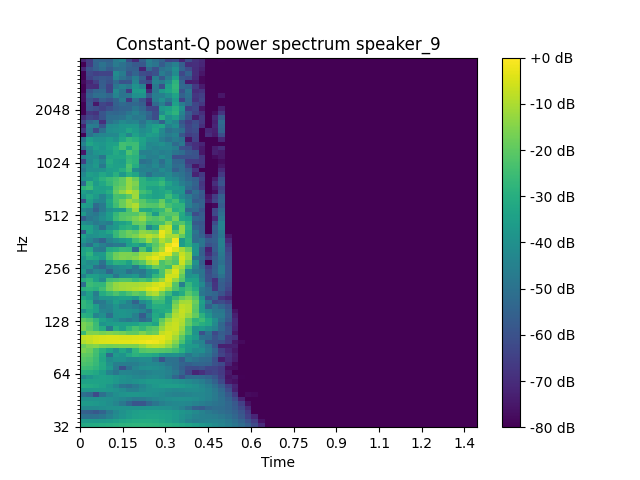 Constant-Q power spectrum speaker_9
Hz
2048
1024
512
256
128
64
32
0 0.15 0.3 0.45 0.6 0.75 0.9 1.1 1.2 1.4
Time
+0 dB
-10 dB
-20 dB
-30 dB
-40 dB
-50 dB
-60 dB
-70 dB
-80 dB